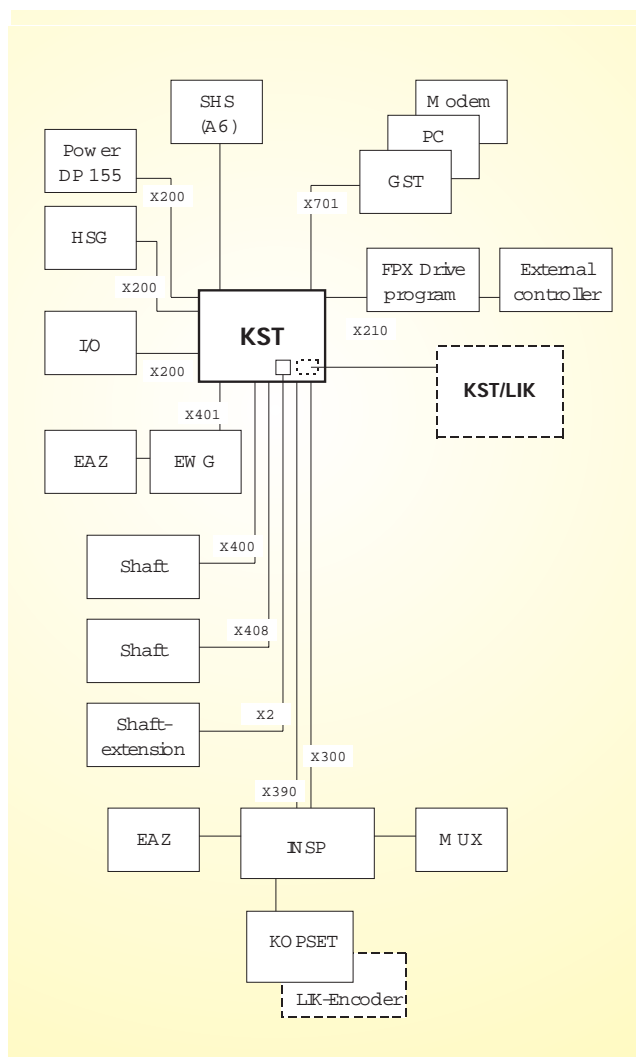 SHS
(A6)
Modem
PC
GST
Power
DP 155
X200
X701
HSG
X200
FPX Drive
program
External
controller
KST
X210
I/O
X200
KST/LIK
X401
EAZ
EWG
X400
Shaft
X408
Shaft
X2
Shaft-
extension
X300
X390
EAZ
INSP
MUX
KOPSET
LIK-Encoder